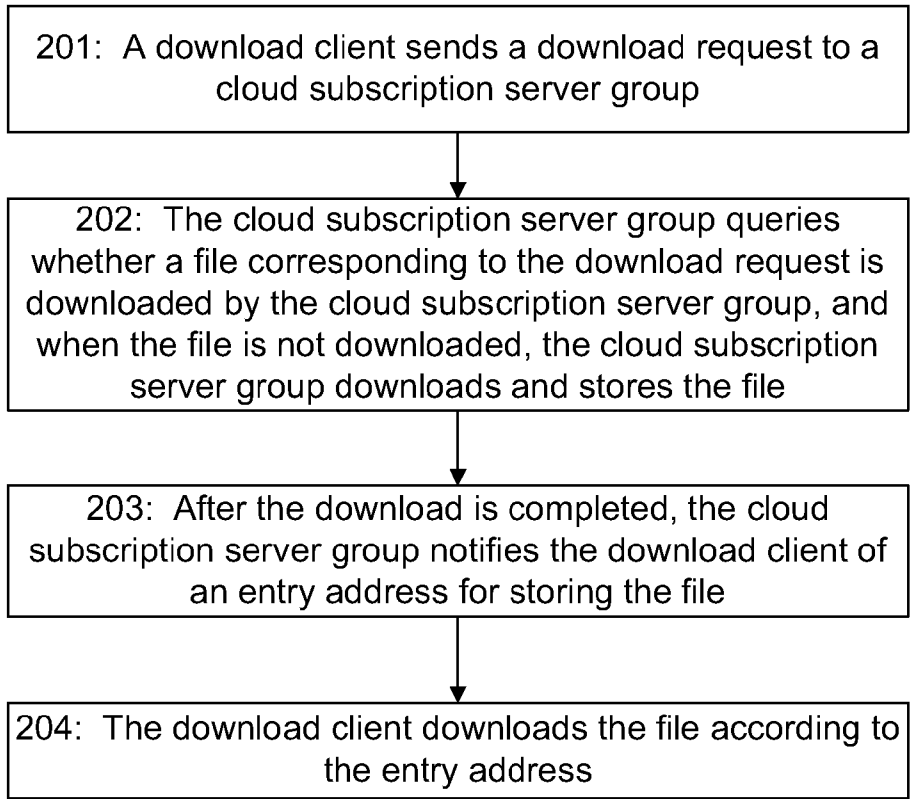 201:  A download client sends a download request to a
cloud subscription server group
202:  The cloud subscription server group queries
whether a file corresponding to the download request is
downloaded by the cloud subscription server group, and
when the file is not downloaded, the cloud subscription
server group downloads and stores the file
203:  After the download is completed, the cloud
subscription server group notifies the download client of
an entry address for storing the file
204:  The download client downloads the file according to
the entry address